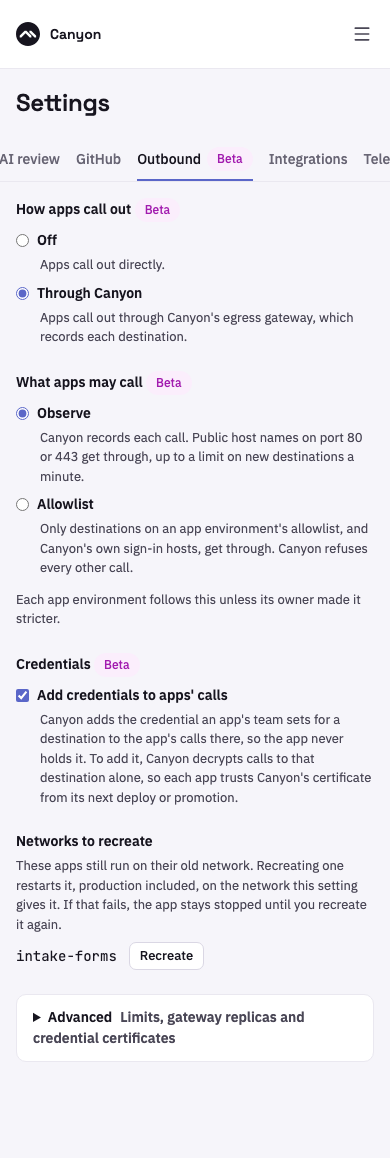 Canyon
Settings
AI review GitHub Outbound Beta Integrations Tele
How apps call out Beta
Off
Apps call out directly.
Through Canyon
Apps call out through Canyon's egress gateway, which
records each destination.
What apps may call Beta
Observe
Canyon records each call. Public host names on port 80
or 443 get through, up to a limit on new destinations a
minute.
Allowlist
Only destinations on an app environment's allowlist, and
Canyon's own sign-in hosts, get through. Canyon refuses
every other call.
Each app environment follows this unless its owner made it
stricter.
Credentials Beta
Add credentials to apps' calls
Canyon adds the credential an app's team sets for a
destination to the app's calls there, so the app never
holds it. To add it, Canyon decrypts calls to that
destination alone, so each app trusts Canyon's certificate
from its next deploy or promotion.
Networks to recreate
These apps still run on their old network. Recreating one
restarts it, production included, on the network this setting
gives it. If that fails, the app stays stopped until you recreate
it again.
intake-forms Recreate
Advanced Limits, gateway replicas and
credential certificates